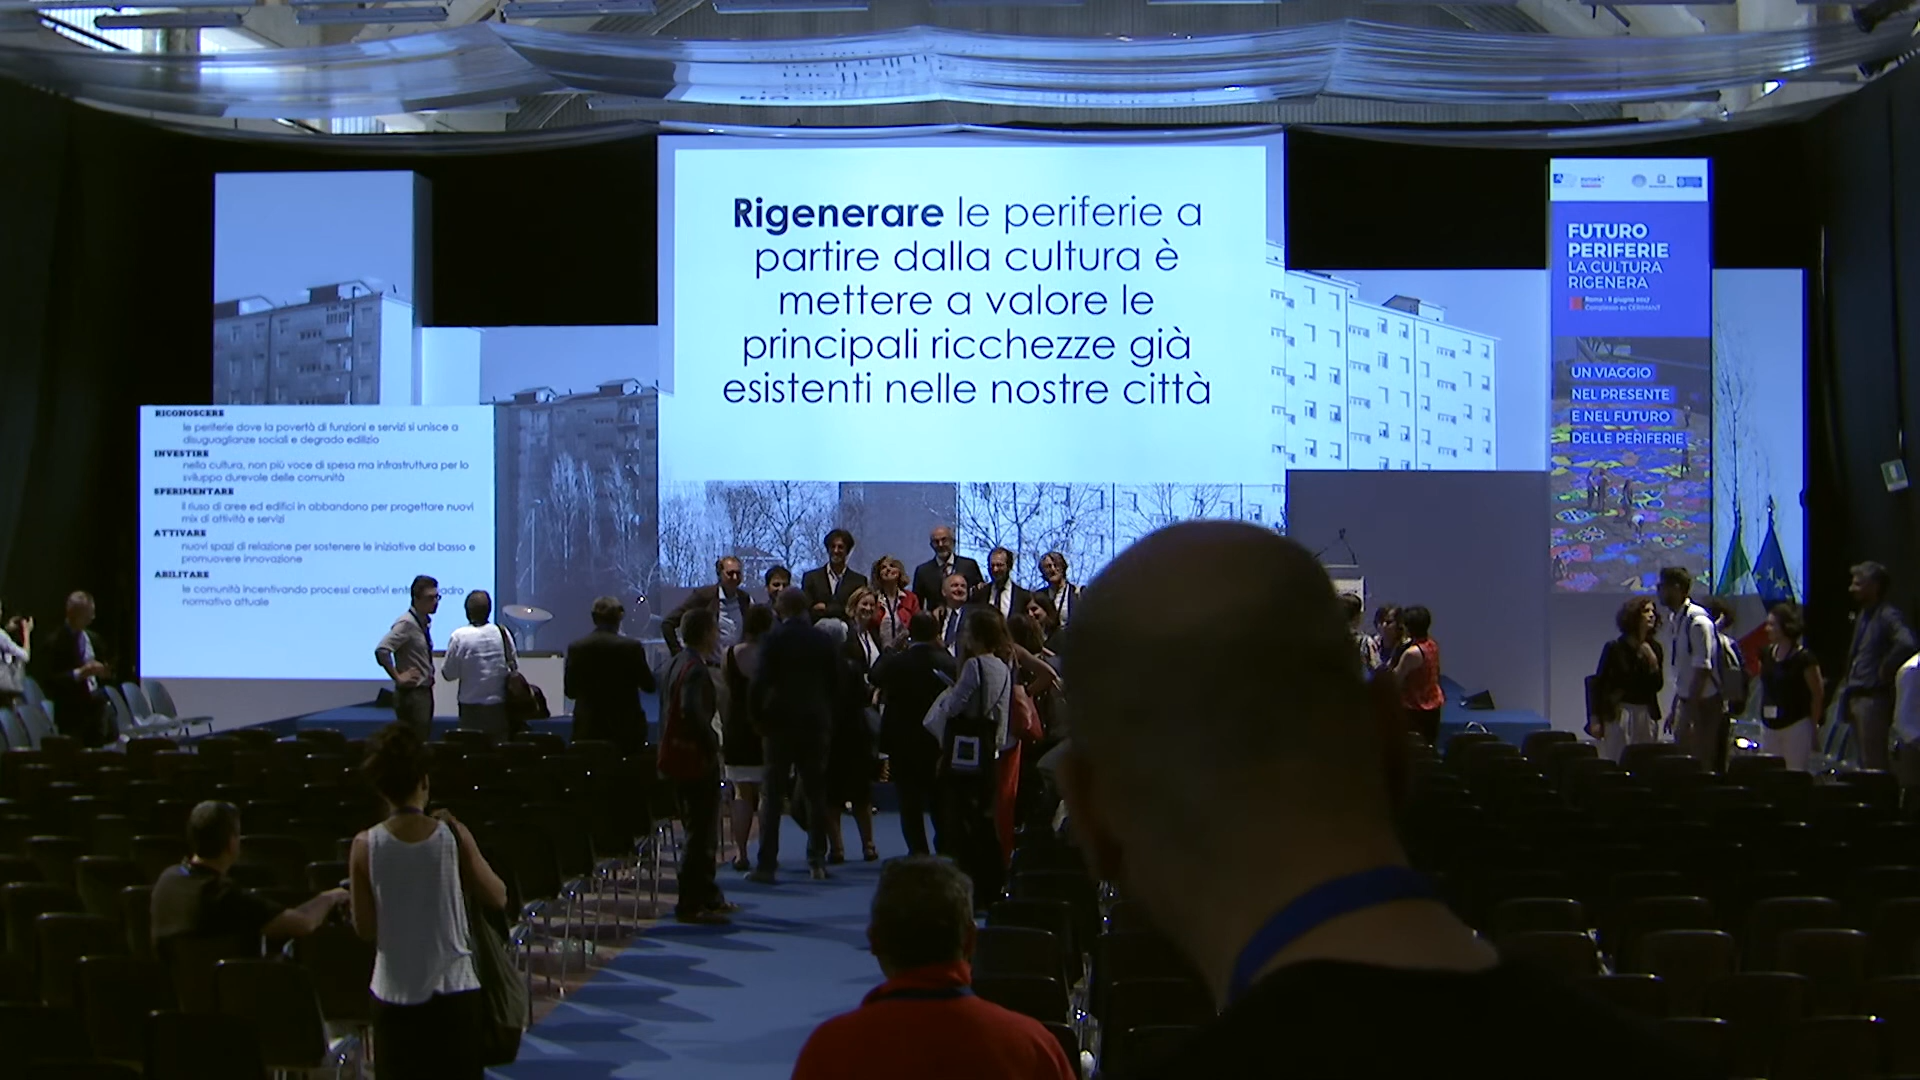 Rigenerare le periferie a
partire dalla cultura è
mettere a valore le
principali ricchezze già
esistenti nelle nostre città
RICONOSCERE
le periferie dove la povertà di funzioni e servizi si unisce a
disuguaglianze sociali e degrado edilizio
INVESTIRE
nella cultura, non più voce di spesa ma infrastruttura per lo
sviluppo durevole delle comunità
SPERIMENTARE
il riuso di aree ed edifici in abbandono per progettare nuovi
mix di attività e servizi
ATTIVARE
nuovi spazi di relazione per sostenere le iniziative dal basso e
promuovere innovazione
ABILITARE
le comunità incentivando processi creativi
normativo attuale
FUTURO
PERIFERIE
LA CULTURA
RIGENERA
Roma - 8 giugno 2017
UN VIAGGIO
NEL PRESENTE
E NEL FUTURO
DELLE PERIFERIE